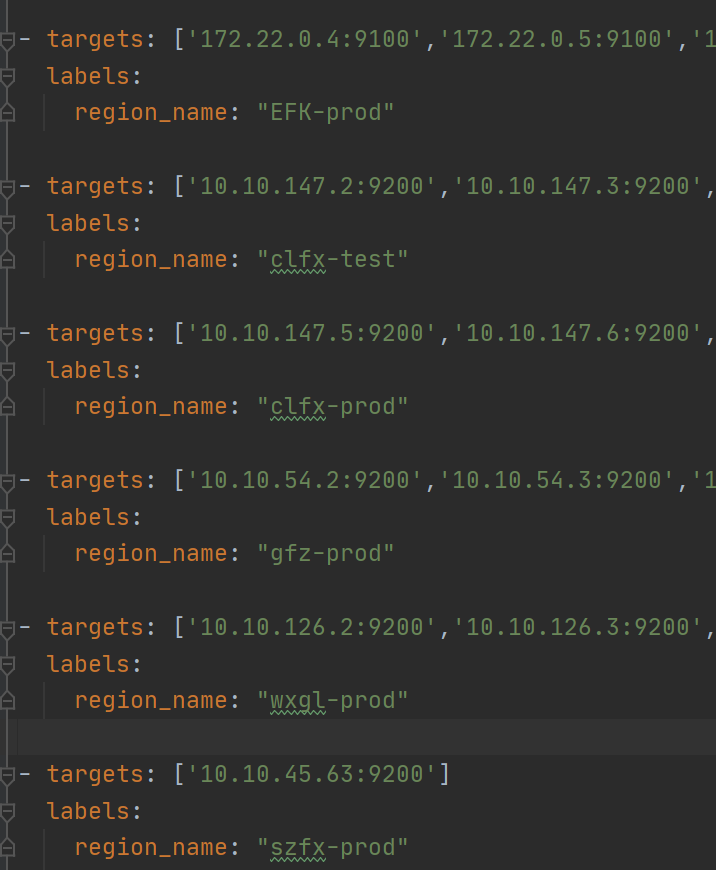 - targets: ['172.22.0.4:9100','172.22.0.5:9100','1
labels:
region_name: "EFK-prod"
- targets: ['10.10.147.2:9200','10.10.147.3:9200',
labels:
region_name: "clfx-test"
- targets: ['10.10.147.5:9200','10.10.147.6:9200',
labels:
region_name: "clfx-prod"
- targets: ['10.10.54.2:9200','10.10.54.3:9200','1
labels:
region_name: "gfz-prod"
- targets: ['10.10.126.2:9200','10.10.126.3:9200',
labels:
region_name: "wxgl-prod"
- targets: ['10.10.45.63:9200']
labels:
region_name: "szfx-prod"